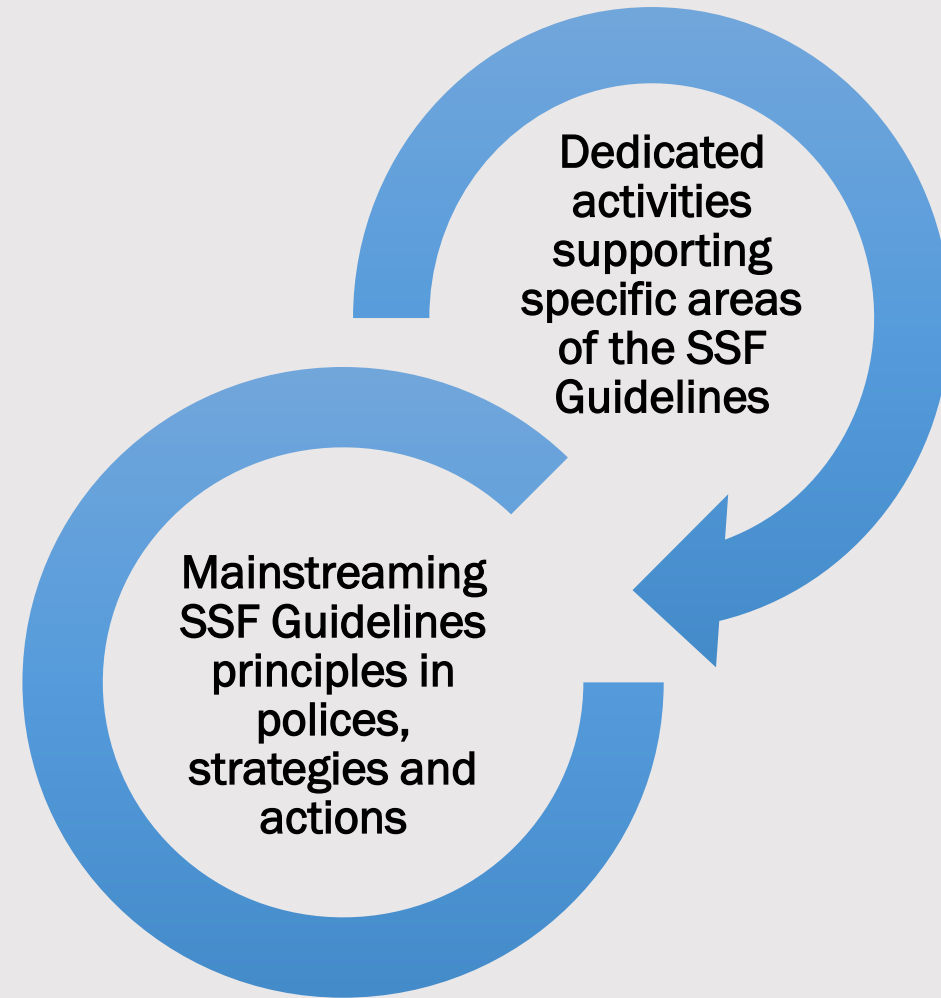 Dedicated
activities
supporting
specific areas
of the SSF
Guidelines
Mainstreaming
SSF Guidelines
principles in
polices,
strategies and
actions